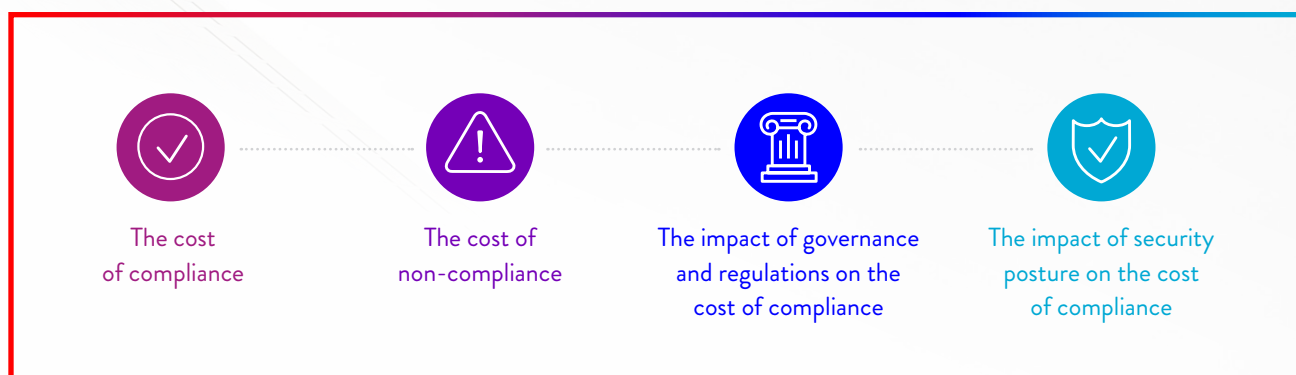 The cost
of compliance
The cost of
non-compliance
The impact of governance
and regulations on the
cost of compliance
The impact of security
posture on the cost
of compliance